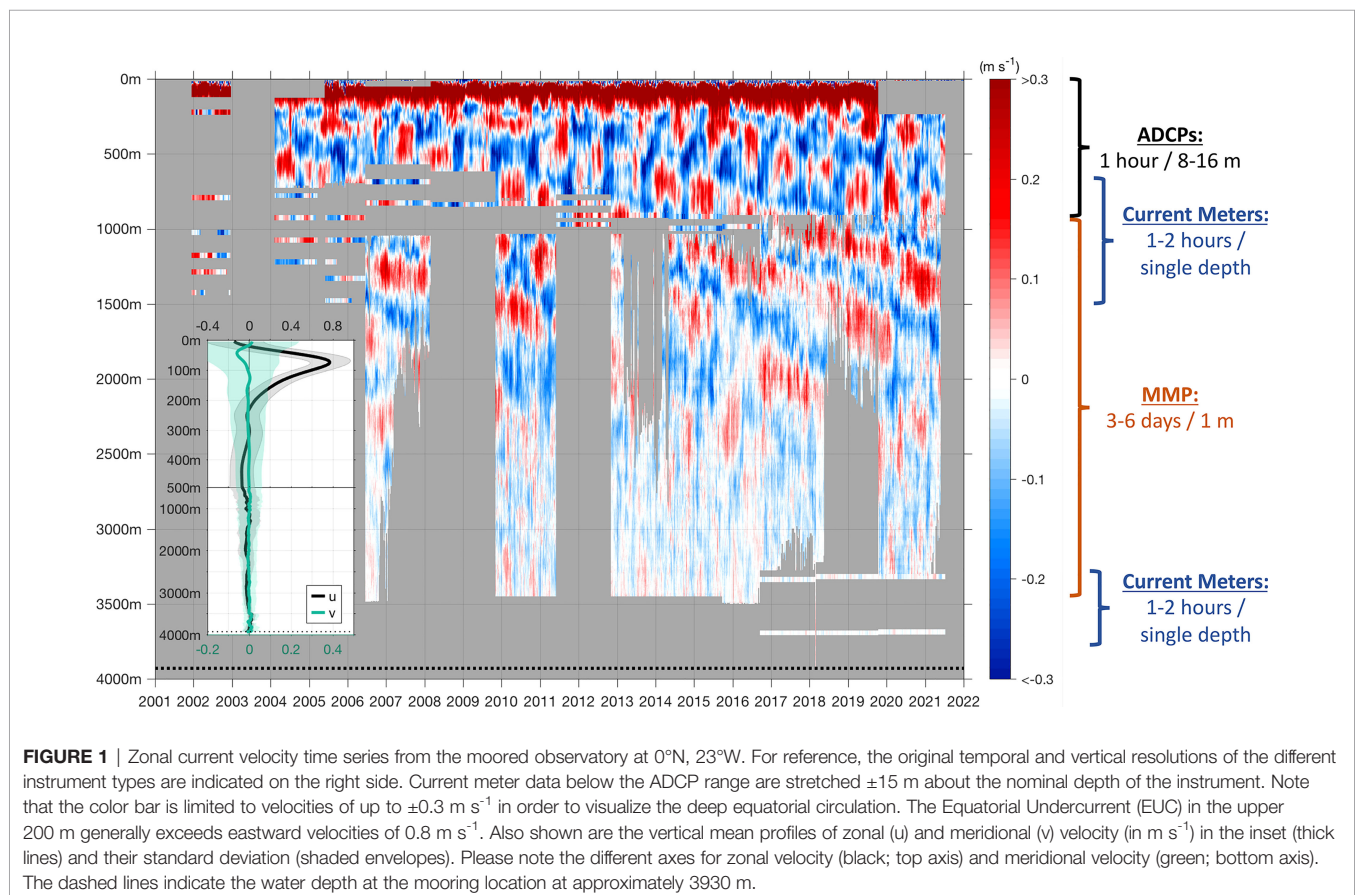 (m s⁻¹)
0m
500m
1000m
1500m
2000m
2500m
3000m
3500m
4000m
2001 2002 2003 2004 2005 2006 2007 2008 2009 2010 2011 2012 2013 2014 2015 2016 2017 2018 2019 2020 2021 2022
-0.4 0 0.4 0.8
0m
100m
200m
300m
400m
500m
1000m
2000m
3000m
4000m
u
v
-0.2 0 0.2 0.4
>0.3
0.2
0.1
0
-0.1
-0.2
<-0.3
ADCPs:
1 hour / 8-16 m
Current Meters:
1-2 hours /
single depth
MMP:
3-6 days / 1 m
Current Meters:
1-2 hours /
single depth
FIGURE 1 | Zonal current velocity time series from the moored observatory at 0°N, 23°W. For reference, the original temporal and vertical resolutions of the different
instrument types are indicated on the right side. Current meter data below the ADCP range are stretched ±15 m about the nominal depth of the instrument. Note
that the color bar is limited to velocities of up to ±0.3 m s⁻¹ in order to visualize the deep equatorial circulation. The Equatorial Undercurrent (EUC) in the upper
200 m generally exceeds eastward velocities of 0.8 m s⁻¹. Also shown are the vertical mean profiles of zonal (u) and meridional (v) velocity (in m s⁻¹) in the inset (thick
lines) and their standard deviation (shaded envelopes). Please note the different axes for zonal velocity (black; top axis) and meridional velocity (green; bottom axis).
The dashed lines indicate the water depth at the mooring location at approximately 3930 m.